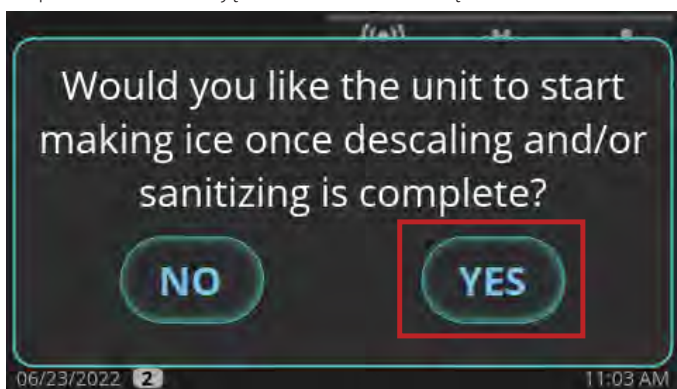 Would you like the unit to start
making ice once descaling and/or
sanitizing is complete?
NO YES
06/23/2022 2 11:03 AM